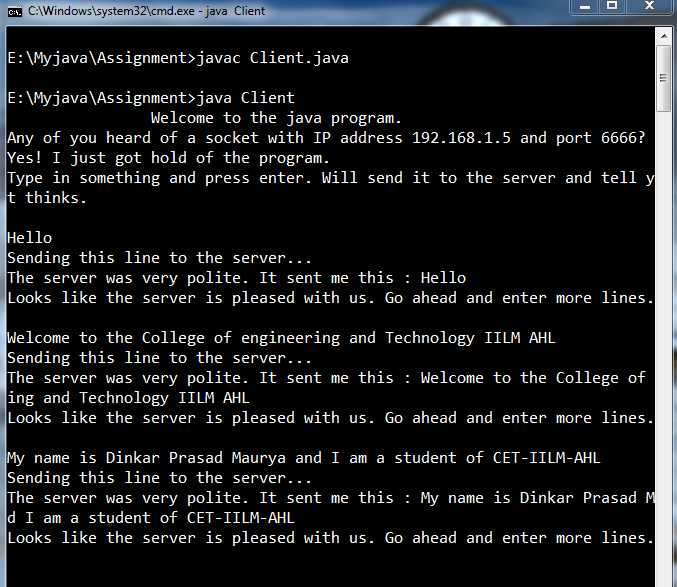 C:\Windows\system32\cmd.exe - java Client
E:\Myjava\Assignment>javac Client.java
E:\Myjava\Assignment>java Client
Welcome to the java program.
Any of you heard of a socket with IP address 192.168.1.5 and port 6666?
Yes! I just got hold of the program.
Type in something and press enter. Will send it to the server and tell y
t thinks.
Hello
Sending this line to the server...
The server was very polite. It sent me this : Hello
Looks like the server is pleased with us. Go ahead and enter more lines.
Welcome to the College of engineering and Technology IILM AHL
Sending this line to the server...
The server was very polite. It sent me this : Welcome to the College of
ing and Technology IILM AHL
Looks like the server is pleased with us. Go ahead and enter more lines.
My name is Dinkar Prasad Maurya and I am a student of CET-IILM-AHL
Sending this line to the server...
The server was very polite. It sent me this : My name is Dinkar Prasad M
d I am a student of CET-IILM-AHL
Looks like the server is pleased with us. Go ahead and enter more lines.